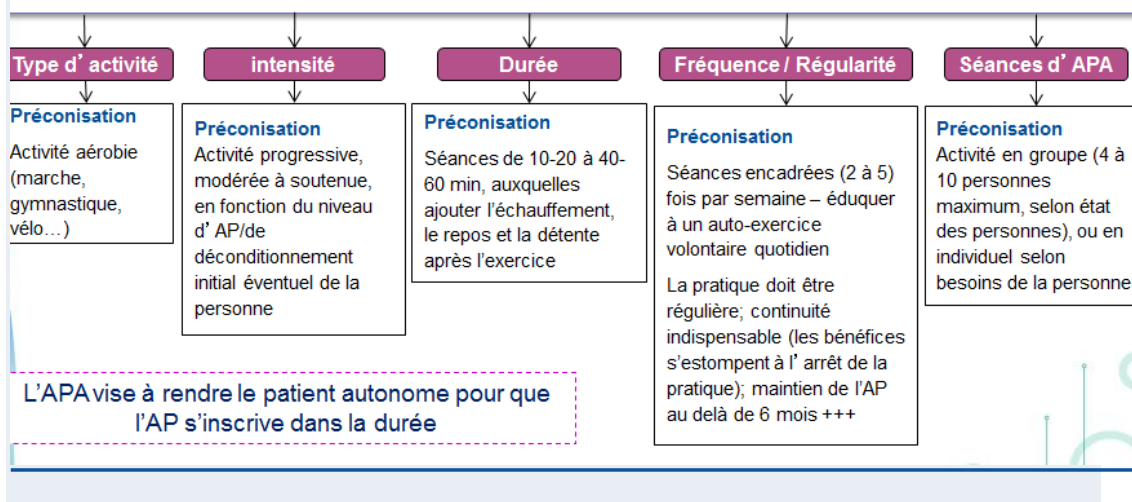 Type d’activité
Préconisation
Activité aérobie
(marche,
gymnastique,
vélo…)
intensité
Préconisation
Activité progressive,
modérée à soutenue,
en fonction du niveau
d’AP/de
déconditionnement
initial éventuel de la
personne
Durée
Préconisation
Séances de 10-20 à 40-
60 min, auxquelles
ajouter l’échauffement,
le repos et la détente
après l’exercice
Fréquence / Régularité
Préconisation
Séances encadrées (2 à 5)
fois par semaine – éduquer
à un auto-exercice
volontaire quotidien
La pratique doit être
régulière; continuité
indispensable (les bénéfices
s’estompent à l’arrêt de la
pratique); maintien de l’AP
au delà de 6 mois +++
Séances d’APA
Préconisation
Activité en groupe (4 à
10 personnes
maximum, selon état
des personnes), ou en
individuel selon
besoins de la personne
L’APA vise à rendre le patient autonome pour que
l’AP s’inscrive dans la durée